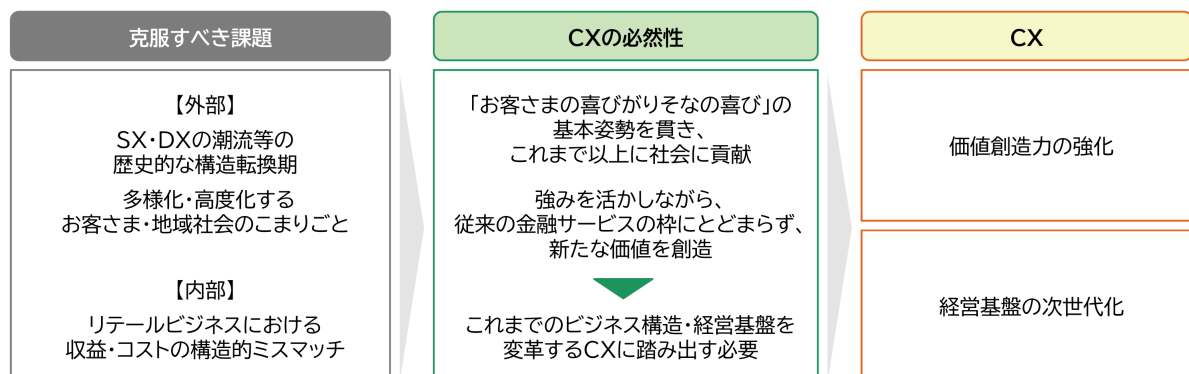 克服すべき課題
【外部】
SX・DXの潮流等の
歴史的な構造転換期
多様化・高度化する
お客さま・地域社会のこまりごと
【内部】
リテールビジネスにおける
収益・コストの構造的ミスマッチ
CXの必然性
「お客さまの喜びがりそなの喜び」の
基本姿勢を貫き、
これまで以上に社会に貢献
強みを活かしながら、
従来の金融サービスの枠にとどまらず、
新たな価値を創造
これまでのビジネス構造・経営基盤を
変革するCXに踏み出す必要
CX
価値創造力の強化
経営基盤の次世代化